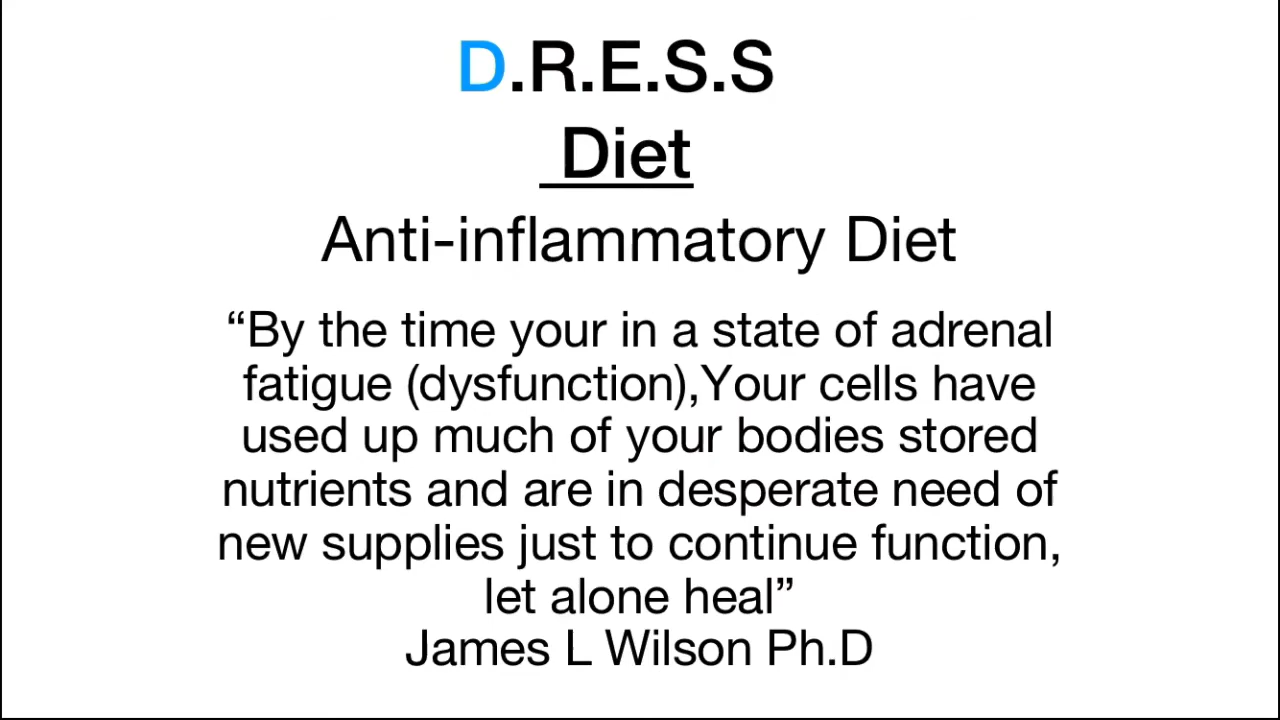 D.R.E.S.S
Diet
Anti-inflammatory Diet
“By the time your in a state of adrenal
fatigue (dysfunction),Your cells have
used up much of your bodies stored
nutrients and are in desperate need of
new supplies just to continue function,
let alone heal”
James L Wilson Ph.D